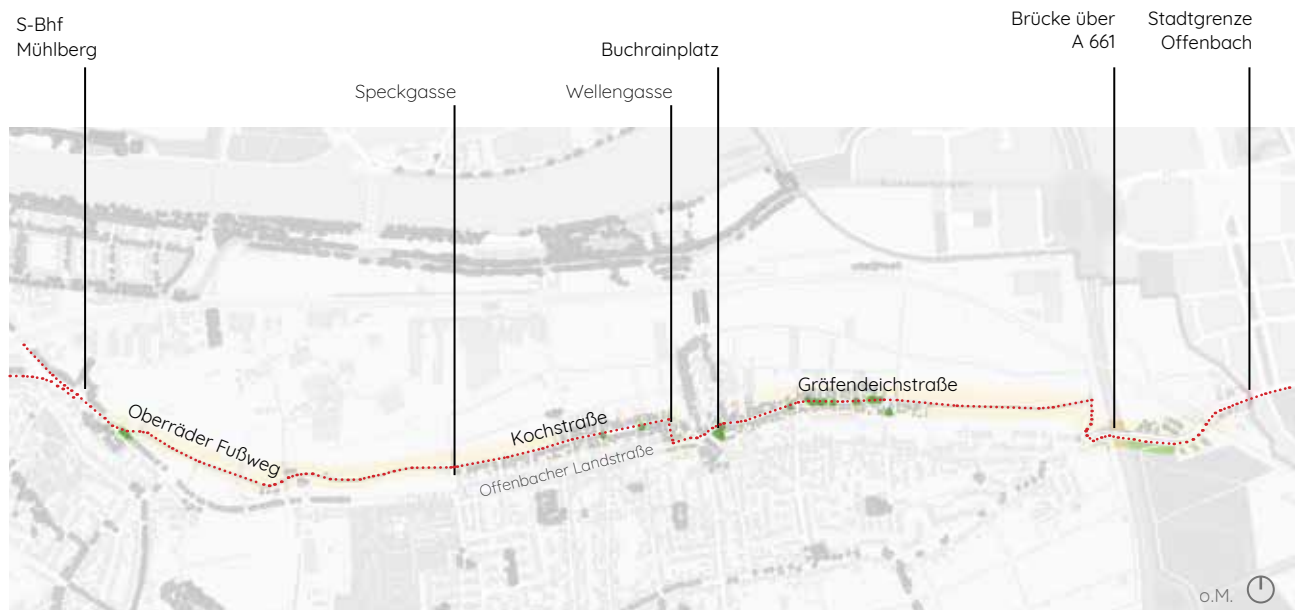 S-Bhf
Mühlberg
Speckgasse
Wellengasse
Buchrainplatz
Brücke über
A 661
Stadtgrenze
Offenbach
Oberräder Fußweg
Kochstraße
Offenbacher Landstraße
Gräfendeichstraße
o.M.